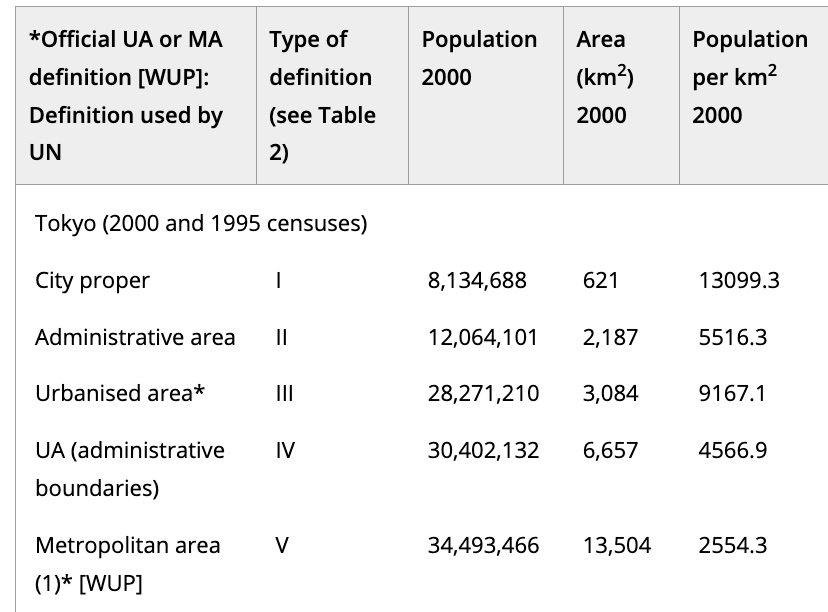 *Official UA or MA definition [WUP]: Definition used by UN | Type of definition (see Table 2) | Population 2000 | Area (km²) 2000 | Population per km² 2000
Tokyo (2000 and 1995 censuses)
City proper I 8,134,688 621 13099.3
Administrative area II 12,064,101 2,187 5516.3
Urbanised area* III 28,271,210 3,084 9167.1
UA (administrative boundaries) IV 30,402,132 6,657 4566.9
Metropolitan area (1)* [WUP] V 34,493,466 13,504 2554.3